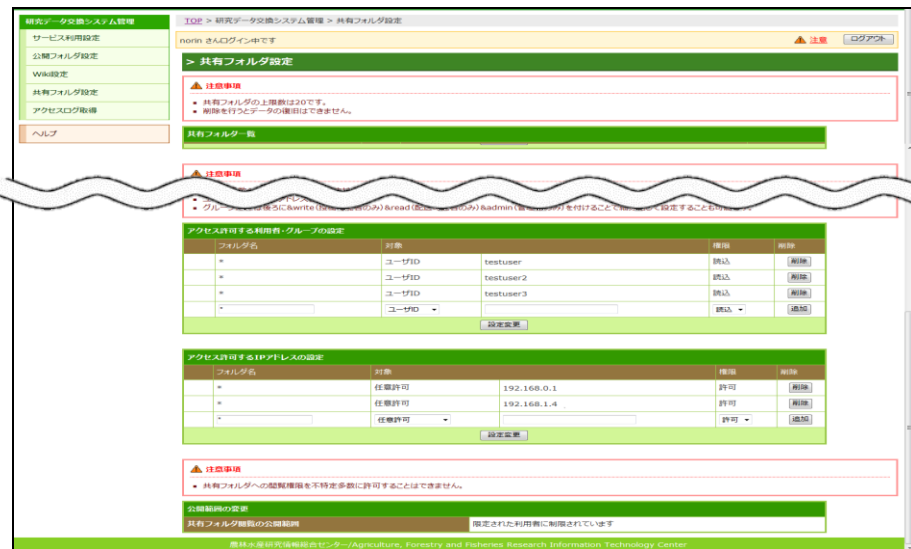 研究データ交換システム管理
サービス利用設定
公開フォルダ設定
Wiki設定
共有フォルダ設定
アクセスログ取得
ヘルプ
TOP > 研究データ交換システム管理 > 共有フォルダ設定
norin さんログイン中です
注意
ログアウト
> 共有フォルダ設定
注意事項
共有フォルダの上限数は20です。
削除を行うとデータの復旧はできません。
共有フォルダ一覧
注意事項
アクセス許可する利用者・グループの設定
フォルダ名 対象 権限 削除
* ユーザID testuser 読込 削除
* ユーザID testuser2 読込 削除
* ユーザID testuser3 読込 削除
* ユーザID 読込 追加
設定変更
アクセス許可するIPアドレスの設定
フォルダ名 対象 権限 削除
* 任意許可 192.168.0.1 許可 削除
* 任意許可 192.168.1.4 許可 削除
* 任意許可 許可 追加
設定変更
注意事項
共有フォルダへの閲覧権限を不特定多数に許可することはできません。
公開範囲の変更
共有フォルダ閲覧の公開範囲 限定された利用者に制限されています
農林水産研究情報総合センター/Agriculture, Forestry and Fisheries Research Information Technology Center